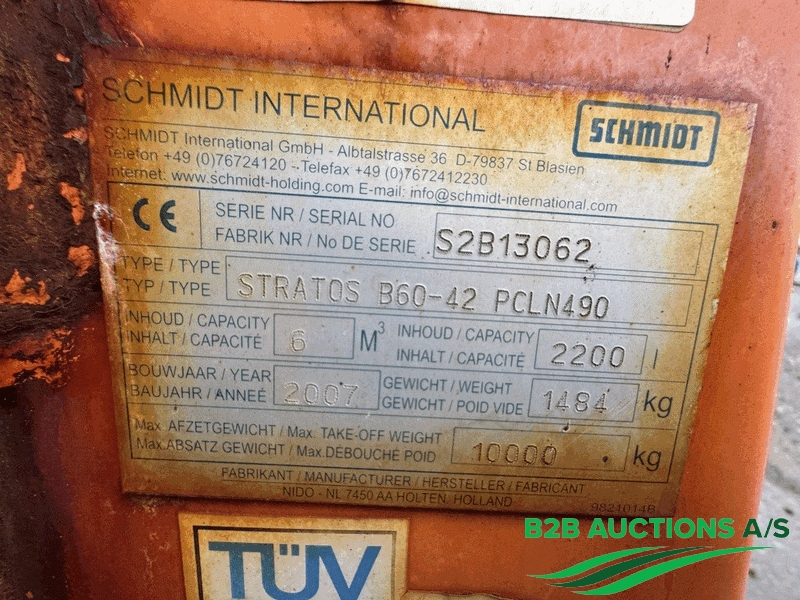 SCHMIDT INTERNATIONAL
SCHMIDT
SCHMIDT International GmbH - Albtalstrasse 36 D-79837 St Blasien
Telefon +49 (0)76724120 - Telefax +49 (0)7672412230
Internet: www.schmidt-holding.com E-mail: info@schmidt-international.com
CE
SERIE NR / SERIAL NO
FABRIK NR / No DE SERIE
S2B13062
TYPE / TYPE
TYP / TYPE
STRATOS B60-42 PCLN490
INHOUD / CAPACITY
INHALT / CAPACITÉ
6 M³
INHOUD / CAPACITY
INHALT / CAPACITÉ
2200 l
BOUWJAAR / YEAR
BAUJAHR / ANNEÉ
2007
GEWICHT / WEIGHT
GEWICHT / POID VIDE
1484 kg
Max. AFZETGEWICHT / Max. TAKE-OFF WEIGHT
Max. ABSATZ GEWICHT / Max DEBOUCHÉ POID
10000 kg
FABRIKANT / MANUFACTURER / HERSTELLER / FABRICANT
NIDO - NL 7450 AA HOLTEN, HOLLAND
9821014B
TÜV
B2B AUCTIONS A/S